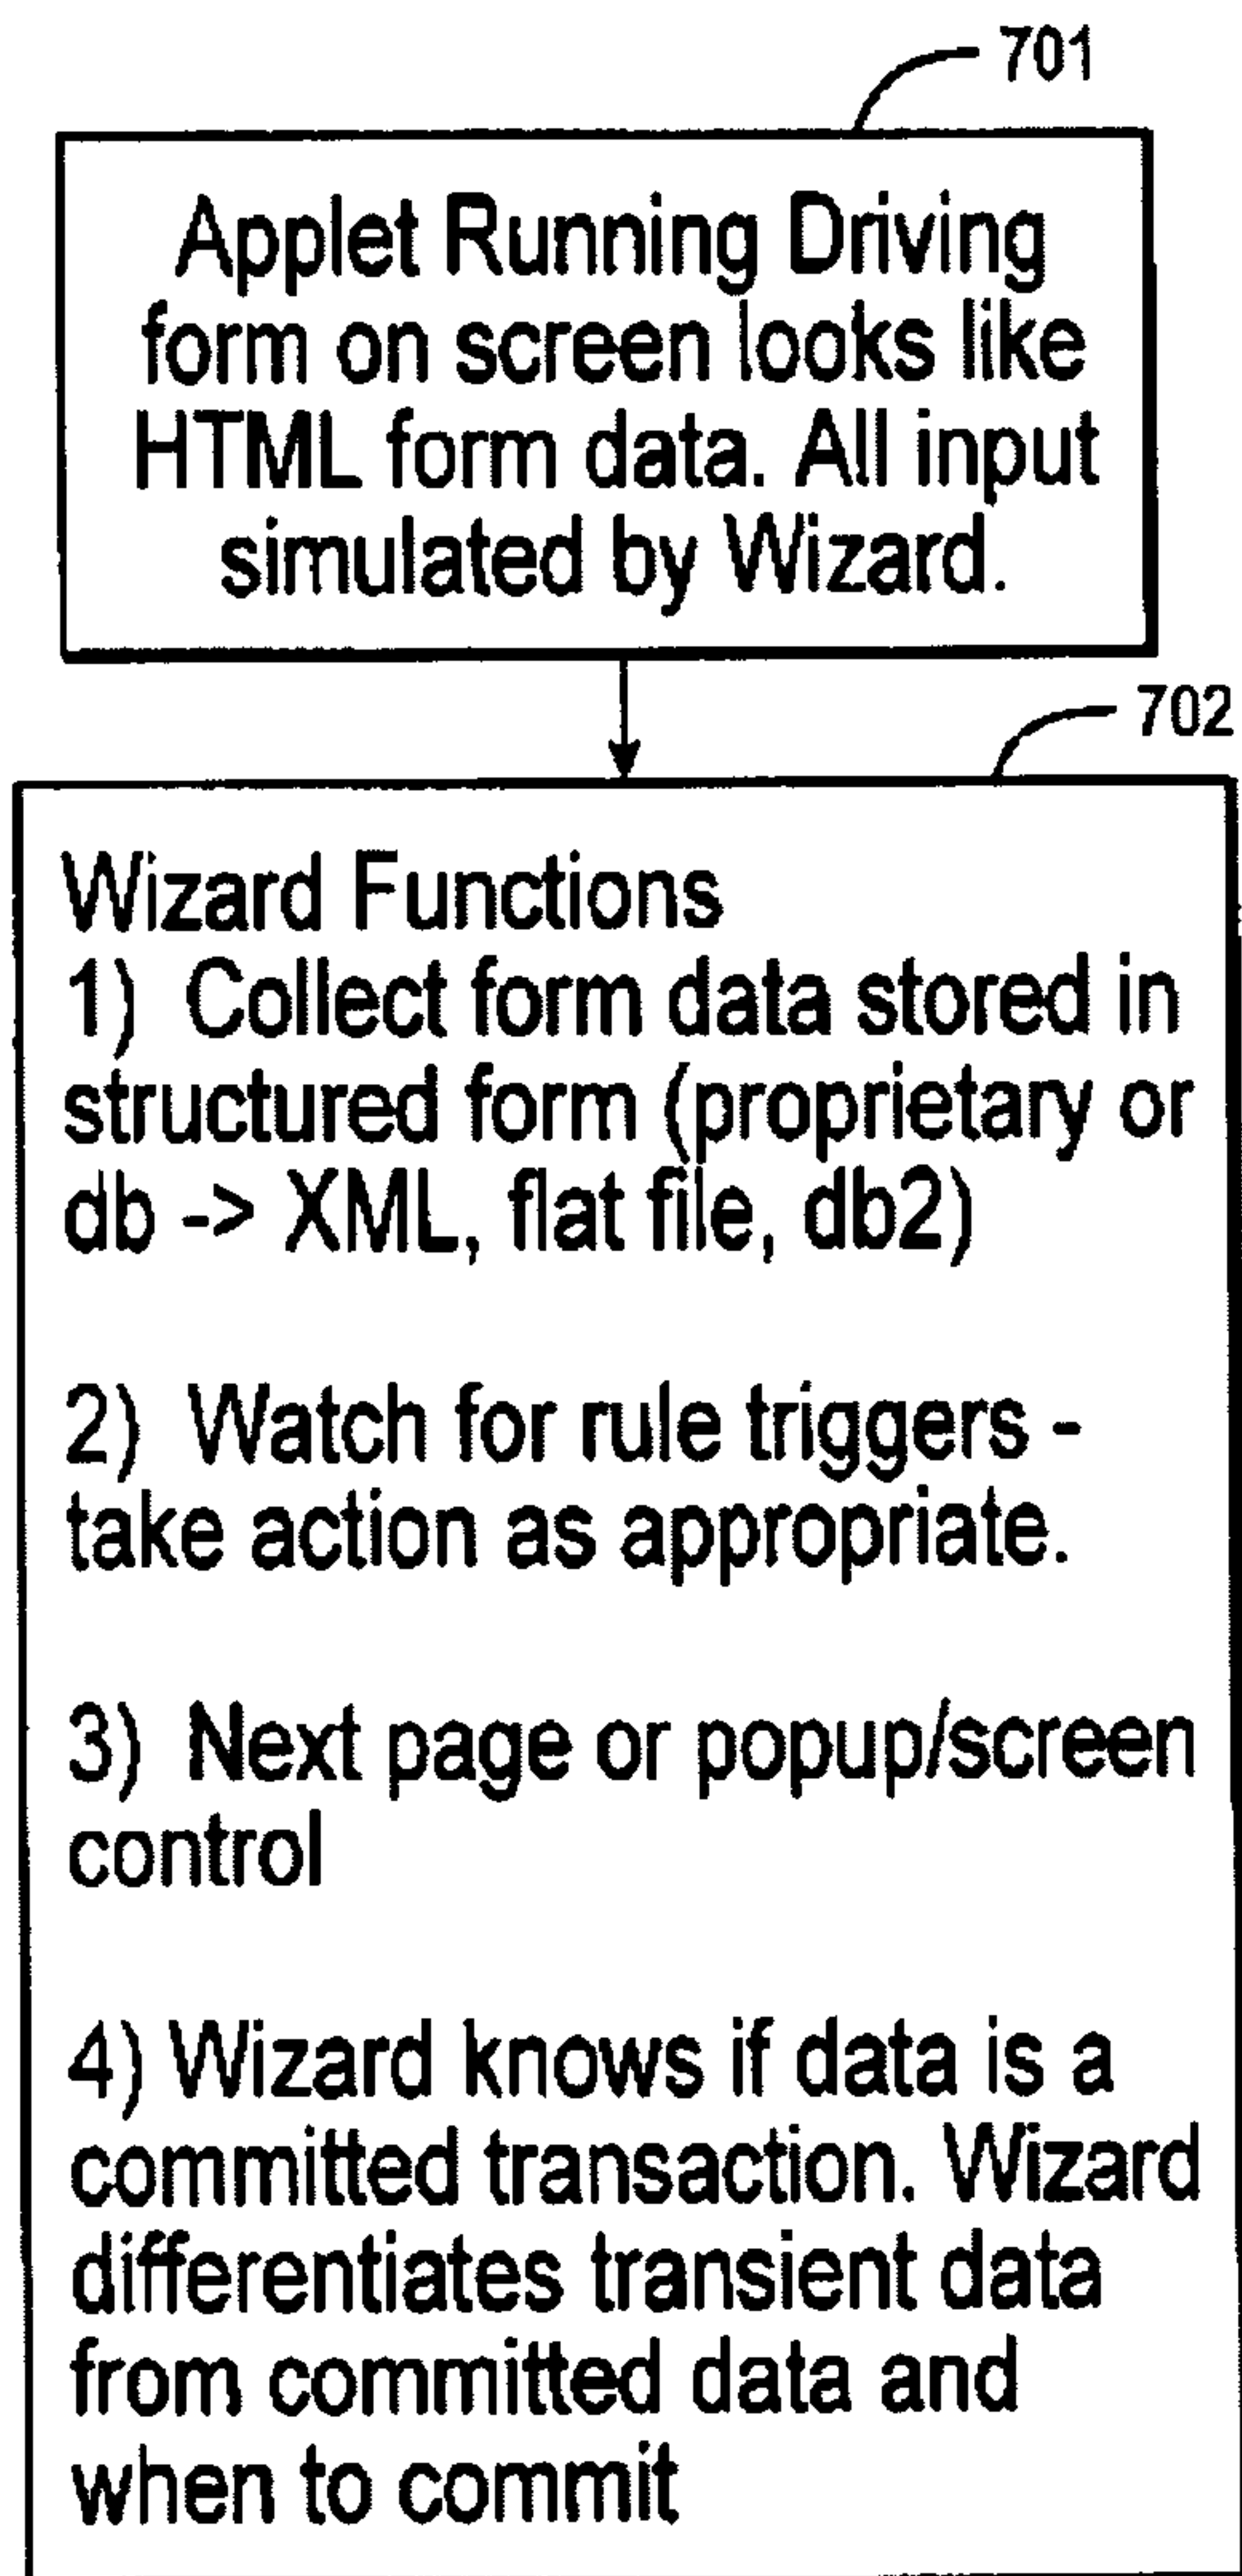 701
Applet Running Driving
form on screen looks like
HTML form data. All input
simulated by Wizard.
702
Wizard Functions
1) Collect form data stored in
structured form (proprietary or
db -> XML, flat file, db2)
2) Watch for rule triggers -
take action as appropriate.
3) Next page or popup/screen
control
4) Wizard knows if data is a
committed transaction. Wizard
differentiates transient data
from committed data and
when to commit